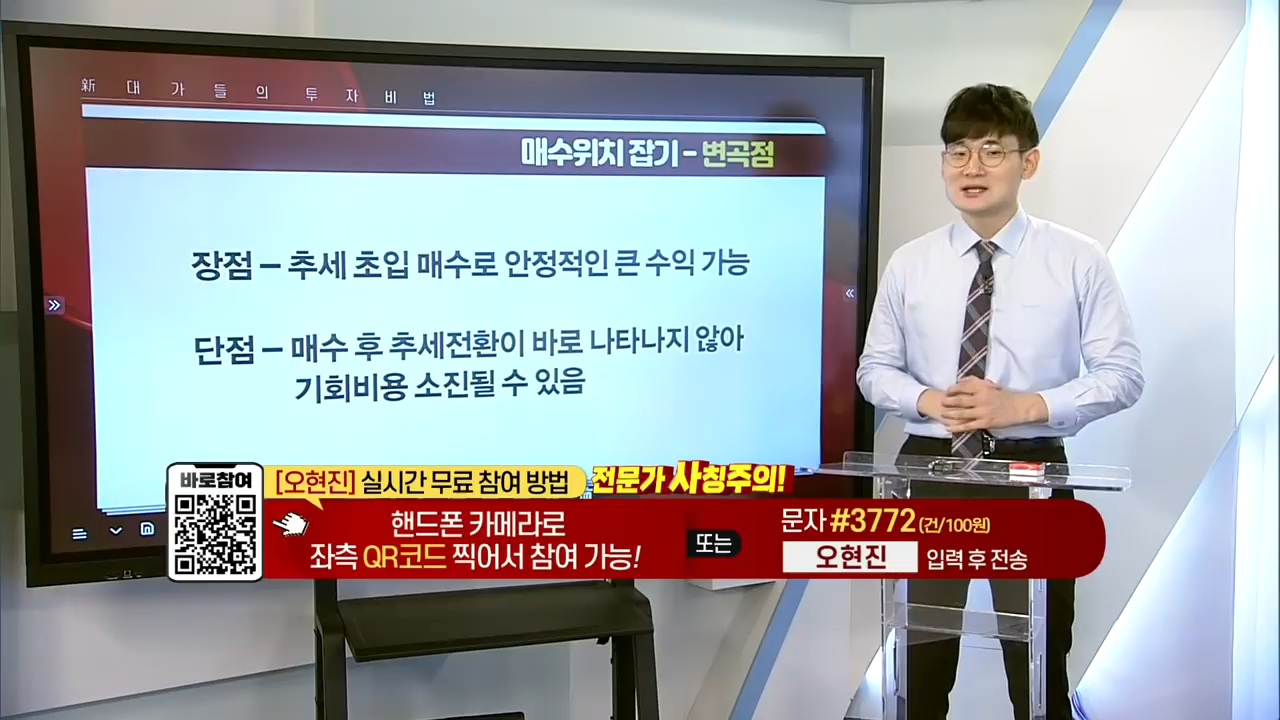 新 대 가 들 의 투 자 비 법
매수위치 잡기 - 변곡점
장점 – 추세 초입 매수로 안정적인 큰 수익 가능
단점 – 매수 후 추세전환이 바로 나타나지 않아
기회비용 소진될 수 있음
바로참여
[오현진] 실시간 무료 참여 방법
전문가 사칭주의!
핸드폰 카메라로
좌측 QR코드 찍어서 참여 가능!
또는
문자 #3772 (건/100원)
오현진 입력 후 전송